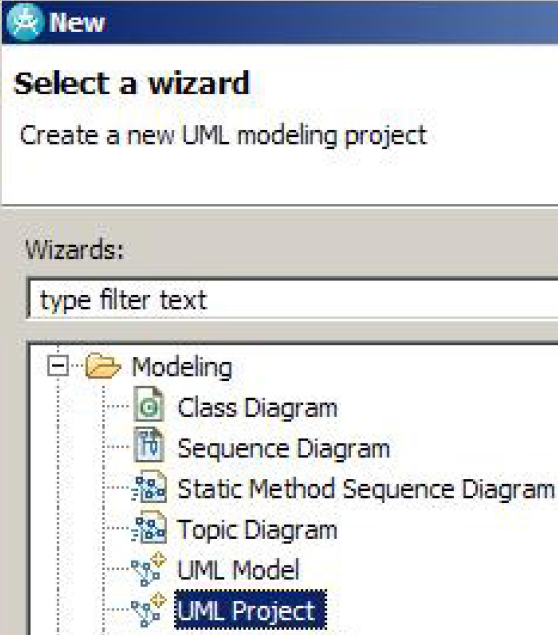 New
Select a wizard
Create a new UML modeling project
Wizards:
type filter text
Modeling
Class Diagram
Sequence Diagram
Static Method Sequence Diagram
Topic Diagram
UML Model
UML Project